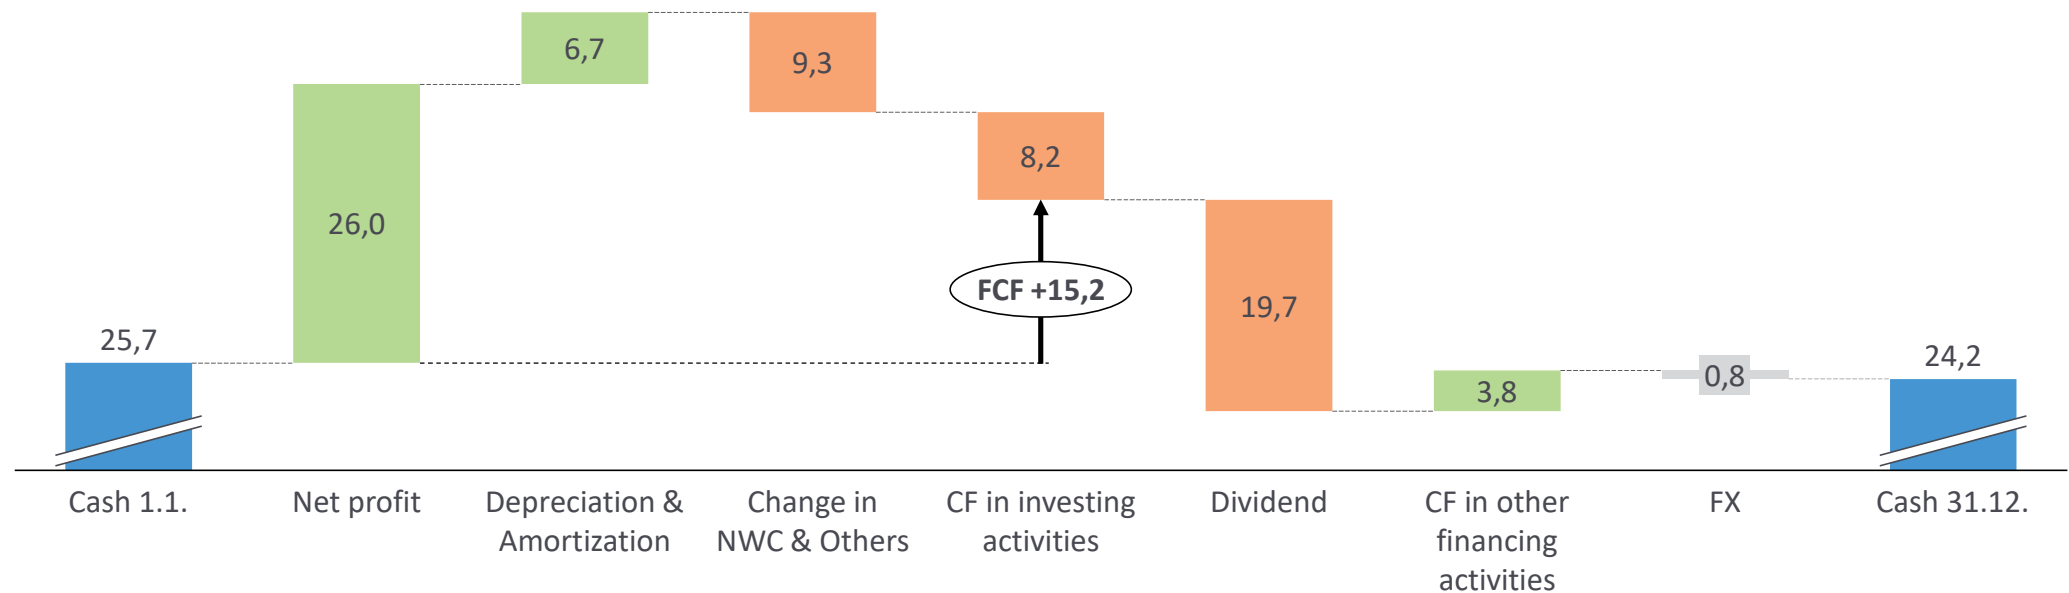 6,7
9,3
8,2
26,0
FCF +15,2
19,7
25,7
3,8
0,8
24,2
Cash 1.1.
Net profit
Depreciation &
Amortization
Change in
NWC & Others
CF in investing
activities
Dividend
CF in other
financing
activities
FX
Cash 31.12.